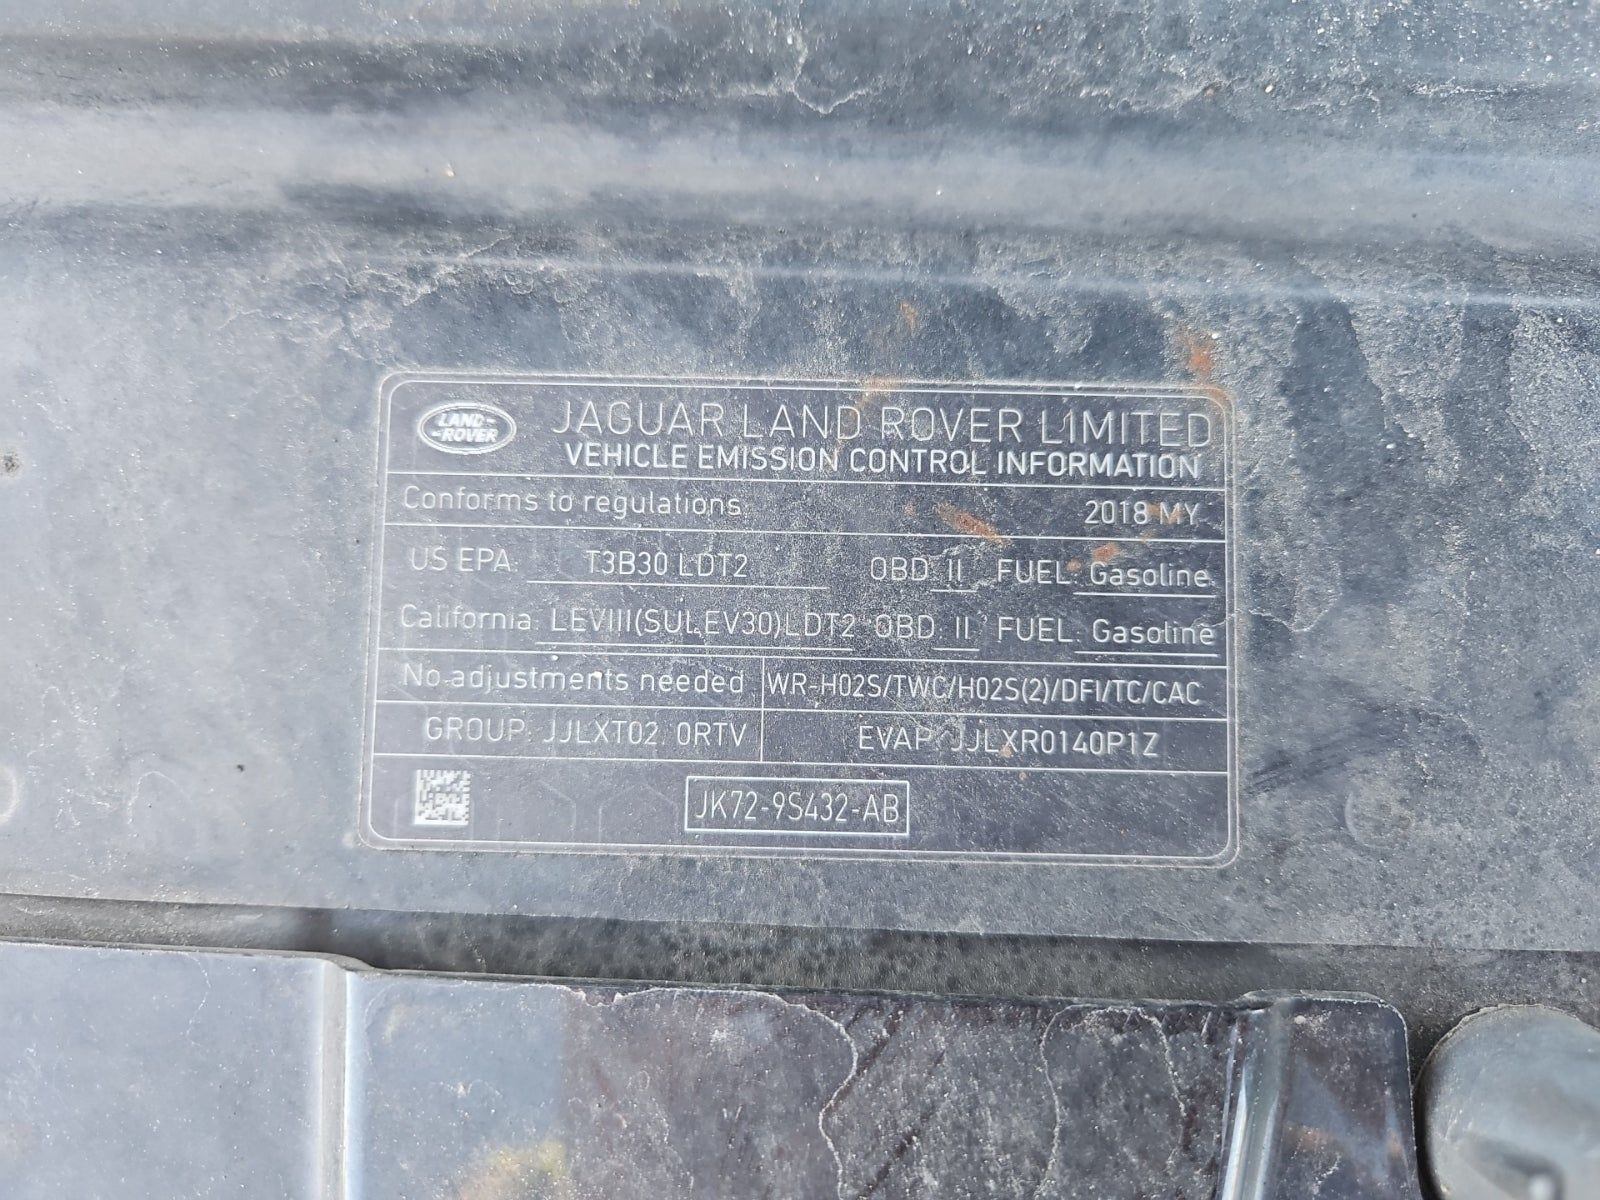 LAND-
-ROVER
JAGUAR LAND ROVER LIMITED
VEHICLE EMISSION CONTROL INFORMATION
Conforms to regulations: 2018 MY
US EPA: T3B30 LDT2 OBD: II FUEL: Gasoline
California: LEVIII(SULEV30)LDT2 OBD: II FUEL: Gasoline
No adjustments needed WR-HO2S/TWC/HO2S(2)/DFI/TC/CAC
GROUP: JJLXT02.0RTV EVAP: JJLXR0140P1Z
JK72-9S432-AB